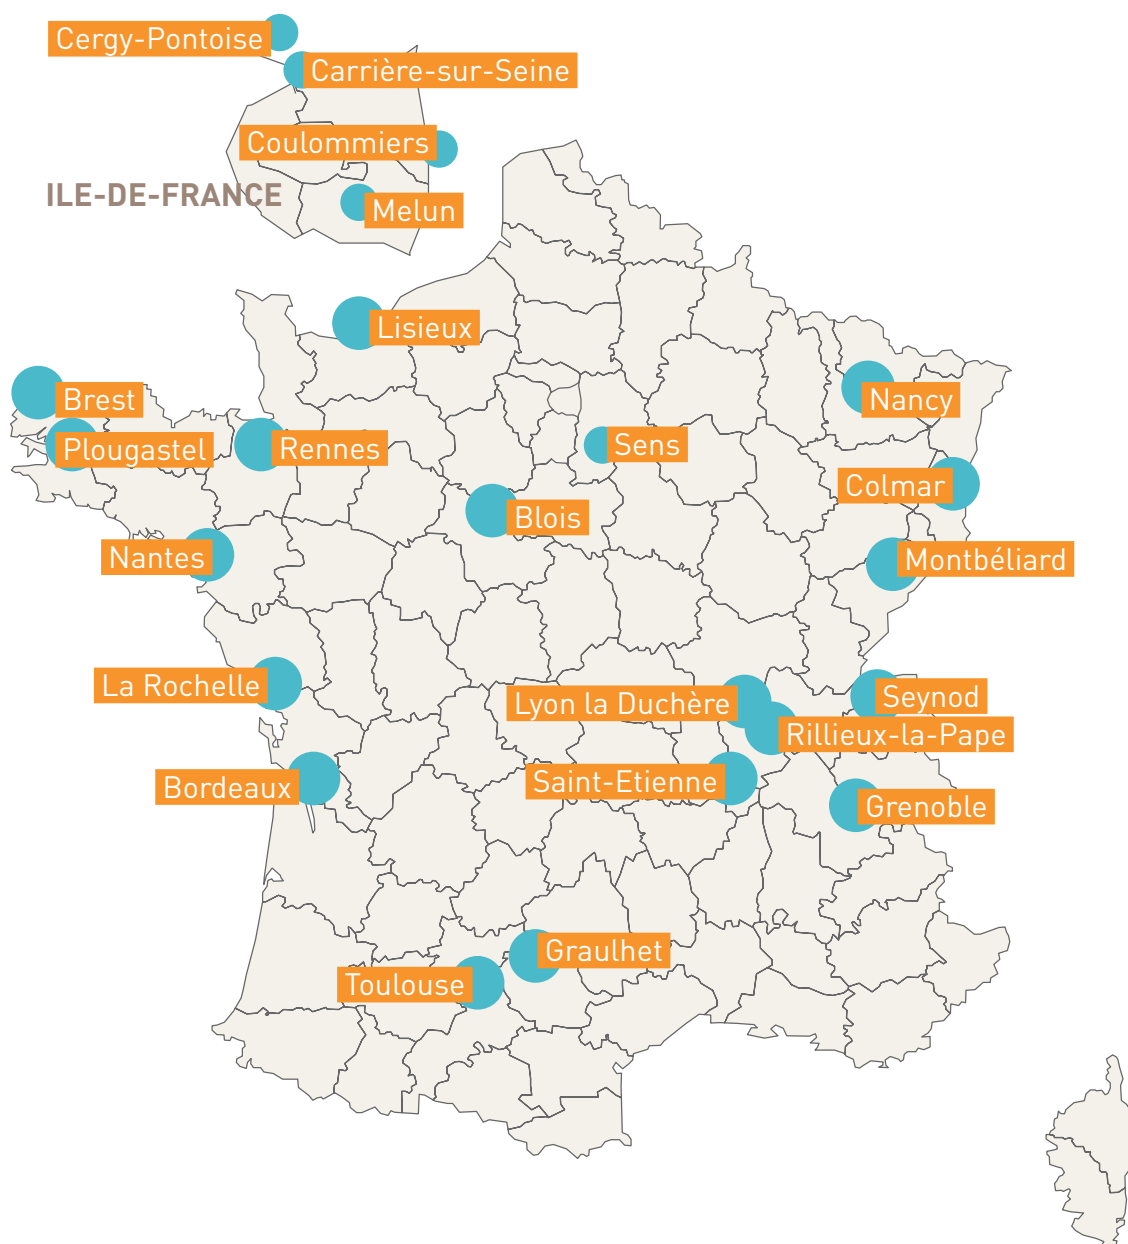 Cergy-Pontoise
Carrière-sur-Seine
Coulommiers
ILE-DE-FRANCE
Melun
Lisieux
Brest
Nancy
Plougastel
Rennes
Sens
Colmar
Blois
Nantes
Montbéliard
La Rochelle
Lyon la Duchère
Seynod
Rillieux-la-Pape
Bordeaux
Saint-Etienne
Grenoble
Graulhet
Toulouse